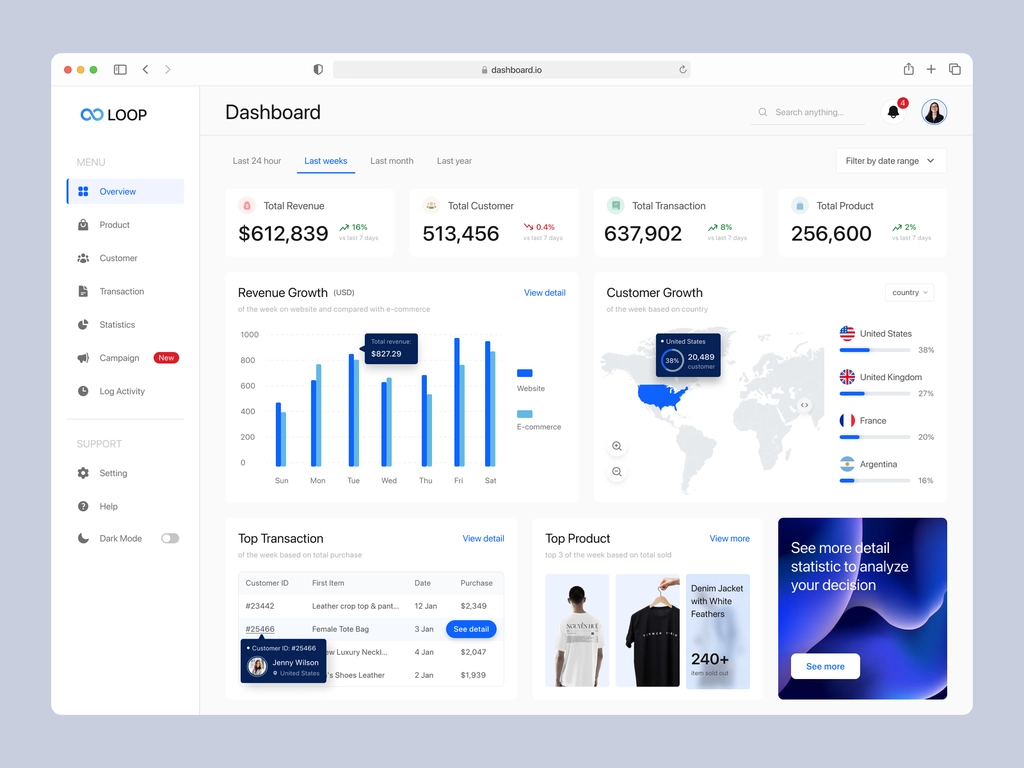 dashboard.io
LOOP
Dashboard
Search anything...
4
MENU
Overview
Product
Customer
Transaction
Statistics
Campaign
New
Log Activity
SUPPORT
Setting
Help
Dark Mode
Last 24 hour
Last weeks
Last month
Last year
Filter by date range
Total Revenue
$612,839
16%
vs last 7 days
Total Customer
513,456
0.4%
vs last 7 days
Total Transaction
637,902
8%
vs last 7 days
Total Product
256,600
2%
vs last 7 days
Revenue Growth (USD)
View detail
of the week on website and compared with e-commerce
1000
800
600
400
200
0
Total revenue:
$827.29
Sun
Mon
Tue
Wed
Thu
Fri
Sat
Website
E-commerce
Customer Growth
country
of the week based on country
United States
38%
20,489
customer
United States
38%
United Kingdom
27%
France
20%
Argentina
16%
Top Transaction
View detail
of the week based on total purchase
Customer ID First Item Date Purchase
#23442 Leather crop top & pant... 12 Jan $2,349
#25466 Female Tote Bag 3 Jan See detail
ew Luxury Neckl... 4 Jan $2,047
's Shoes Leather 2 Jan $1,939
Customer ID: #25466
Jenny Wilson
United States
Top Product
View more
top 3 of the week based on total sold
Denim Jacket
with White
Feathers
240+
item sold out
See more detail
statistic to analyze
your decision
See more